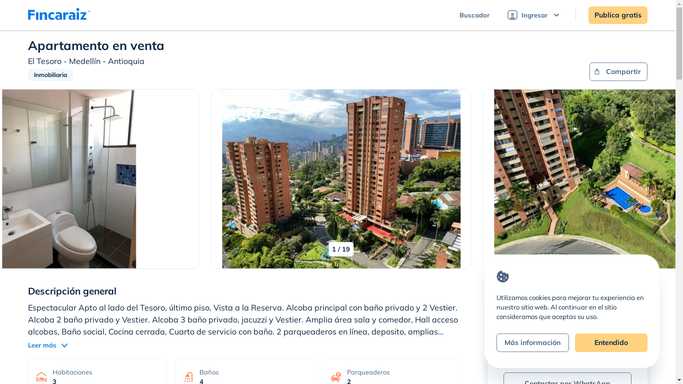 Fincaraiz
Buscador
Ingresar
Publica gratis
Apartamento en venta
El Tesoro - Medellín - Antioquia
Inmobiliaria
Compartir
1 / 19
Descripción general
Espectacular Apto al lado del Tesoro, último piso, Vista a la Reserva. Alcoba principal con baño privado y 2 Vestier.
Alcoba 2 baño privado y Vestier. Alcoba 3 baño privado, jacuzzi y Vestier. Amplia área sala y comedor, Hall acceso
alcobas, Baño social, Cocina cerrada, Cuarto de servicio con baño. 2 parqueaderos en línea, deposito, amplias...
Leer más
Habitaciones
3
Baños
4
Parqueaderos
2
Utilizamos cookies para mejorar tu experiencia en
nuestro sitio web. Al continuar en el sitio
consideramos que aceptas su uso.
Más información
Entendido
Contactar por WhatsApp